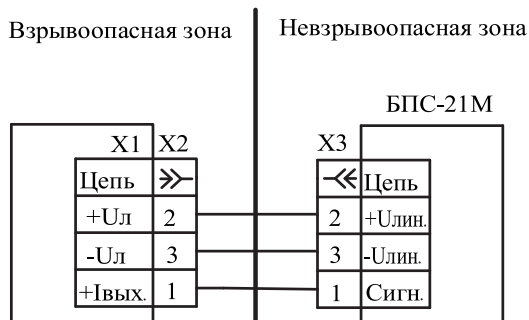 Взрывоопасная зона
Невзрывоопасная зона
БПС-21М
X1 X2
X3
Цепь
Цепь
+Uл 2
2 +Uлин.
-Uл 3
3 -Uлин.
+Iвых. 1
1 Сигн.